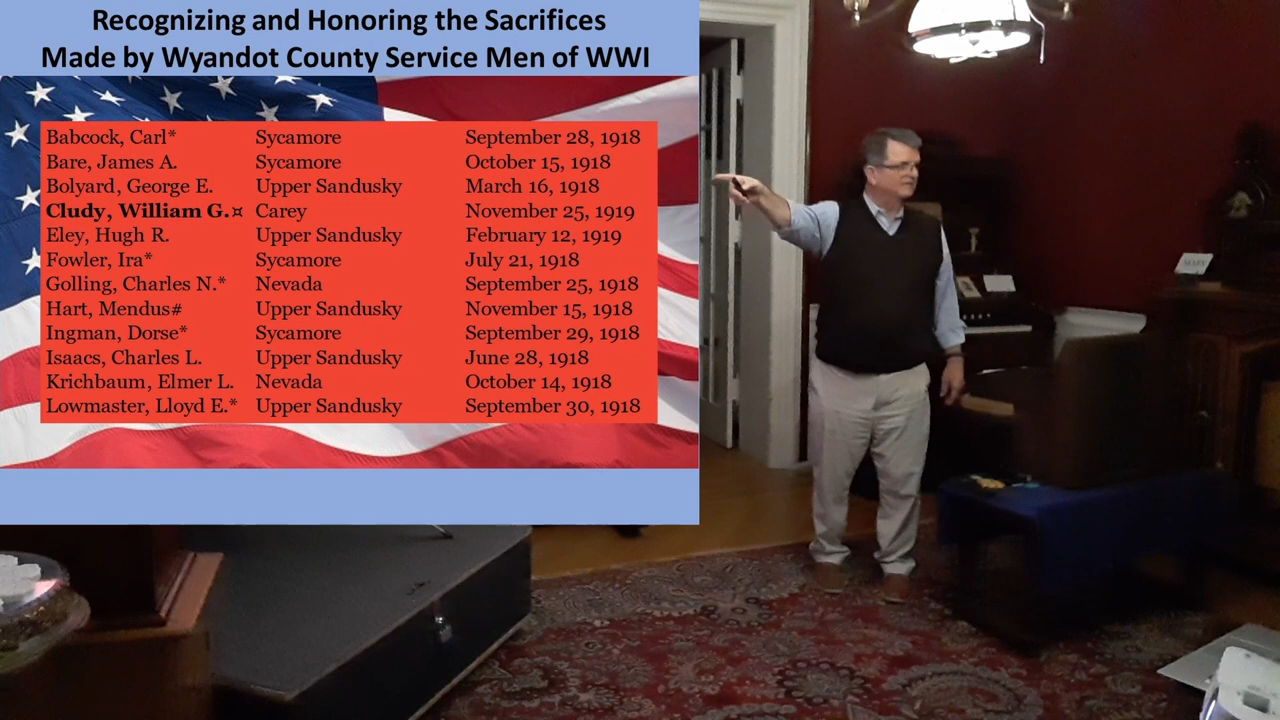 Recognizing and Honoring the Sacrifices
Made by Wyandot County Service Men of WWI
Babcock, Carl* Sycamore September 28, 1918
Bare, James A. Sycamore October 15, 1918
Bolyard, George E. Upper Sandusky March 16, 1918
Cludy, William G.¤ Carey November 25, 1919
Eley, Hugh R. Upper Sandusky February 12, 1919
Fowler, Ira* Sycamore July 21, 1918
Golling, Charles N.* Nevada September 25, 1918
Hart, Mendus# Upper Sandusky November 15, 1918
Ingman, Dorse* Sycamore September 29, 1918
Isaacs, Charles L. Upper Sandusky June 28, 1918
Krichbaum, Elmer L. Nevada October 14, 1918
Lowmaster, Lloyd E.* Upper Sandusky September 30, 1918